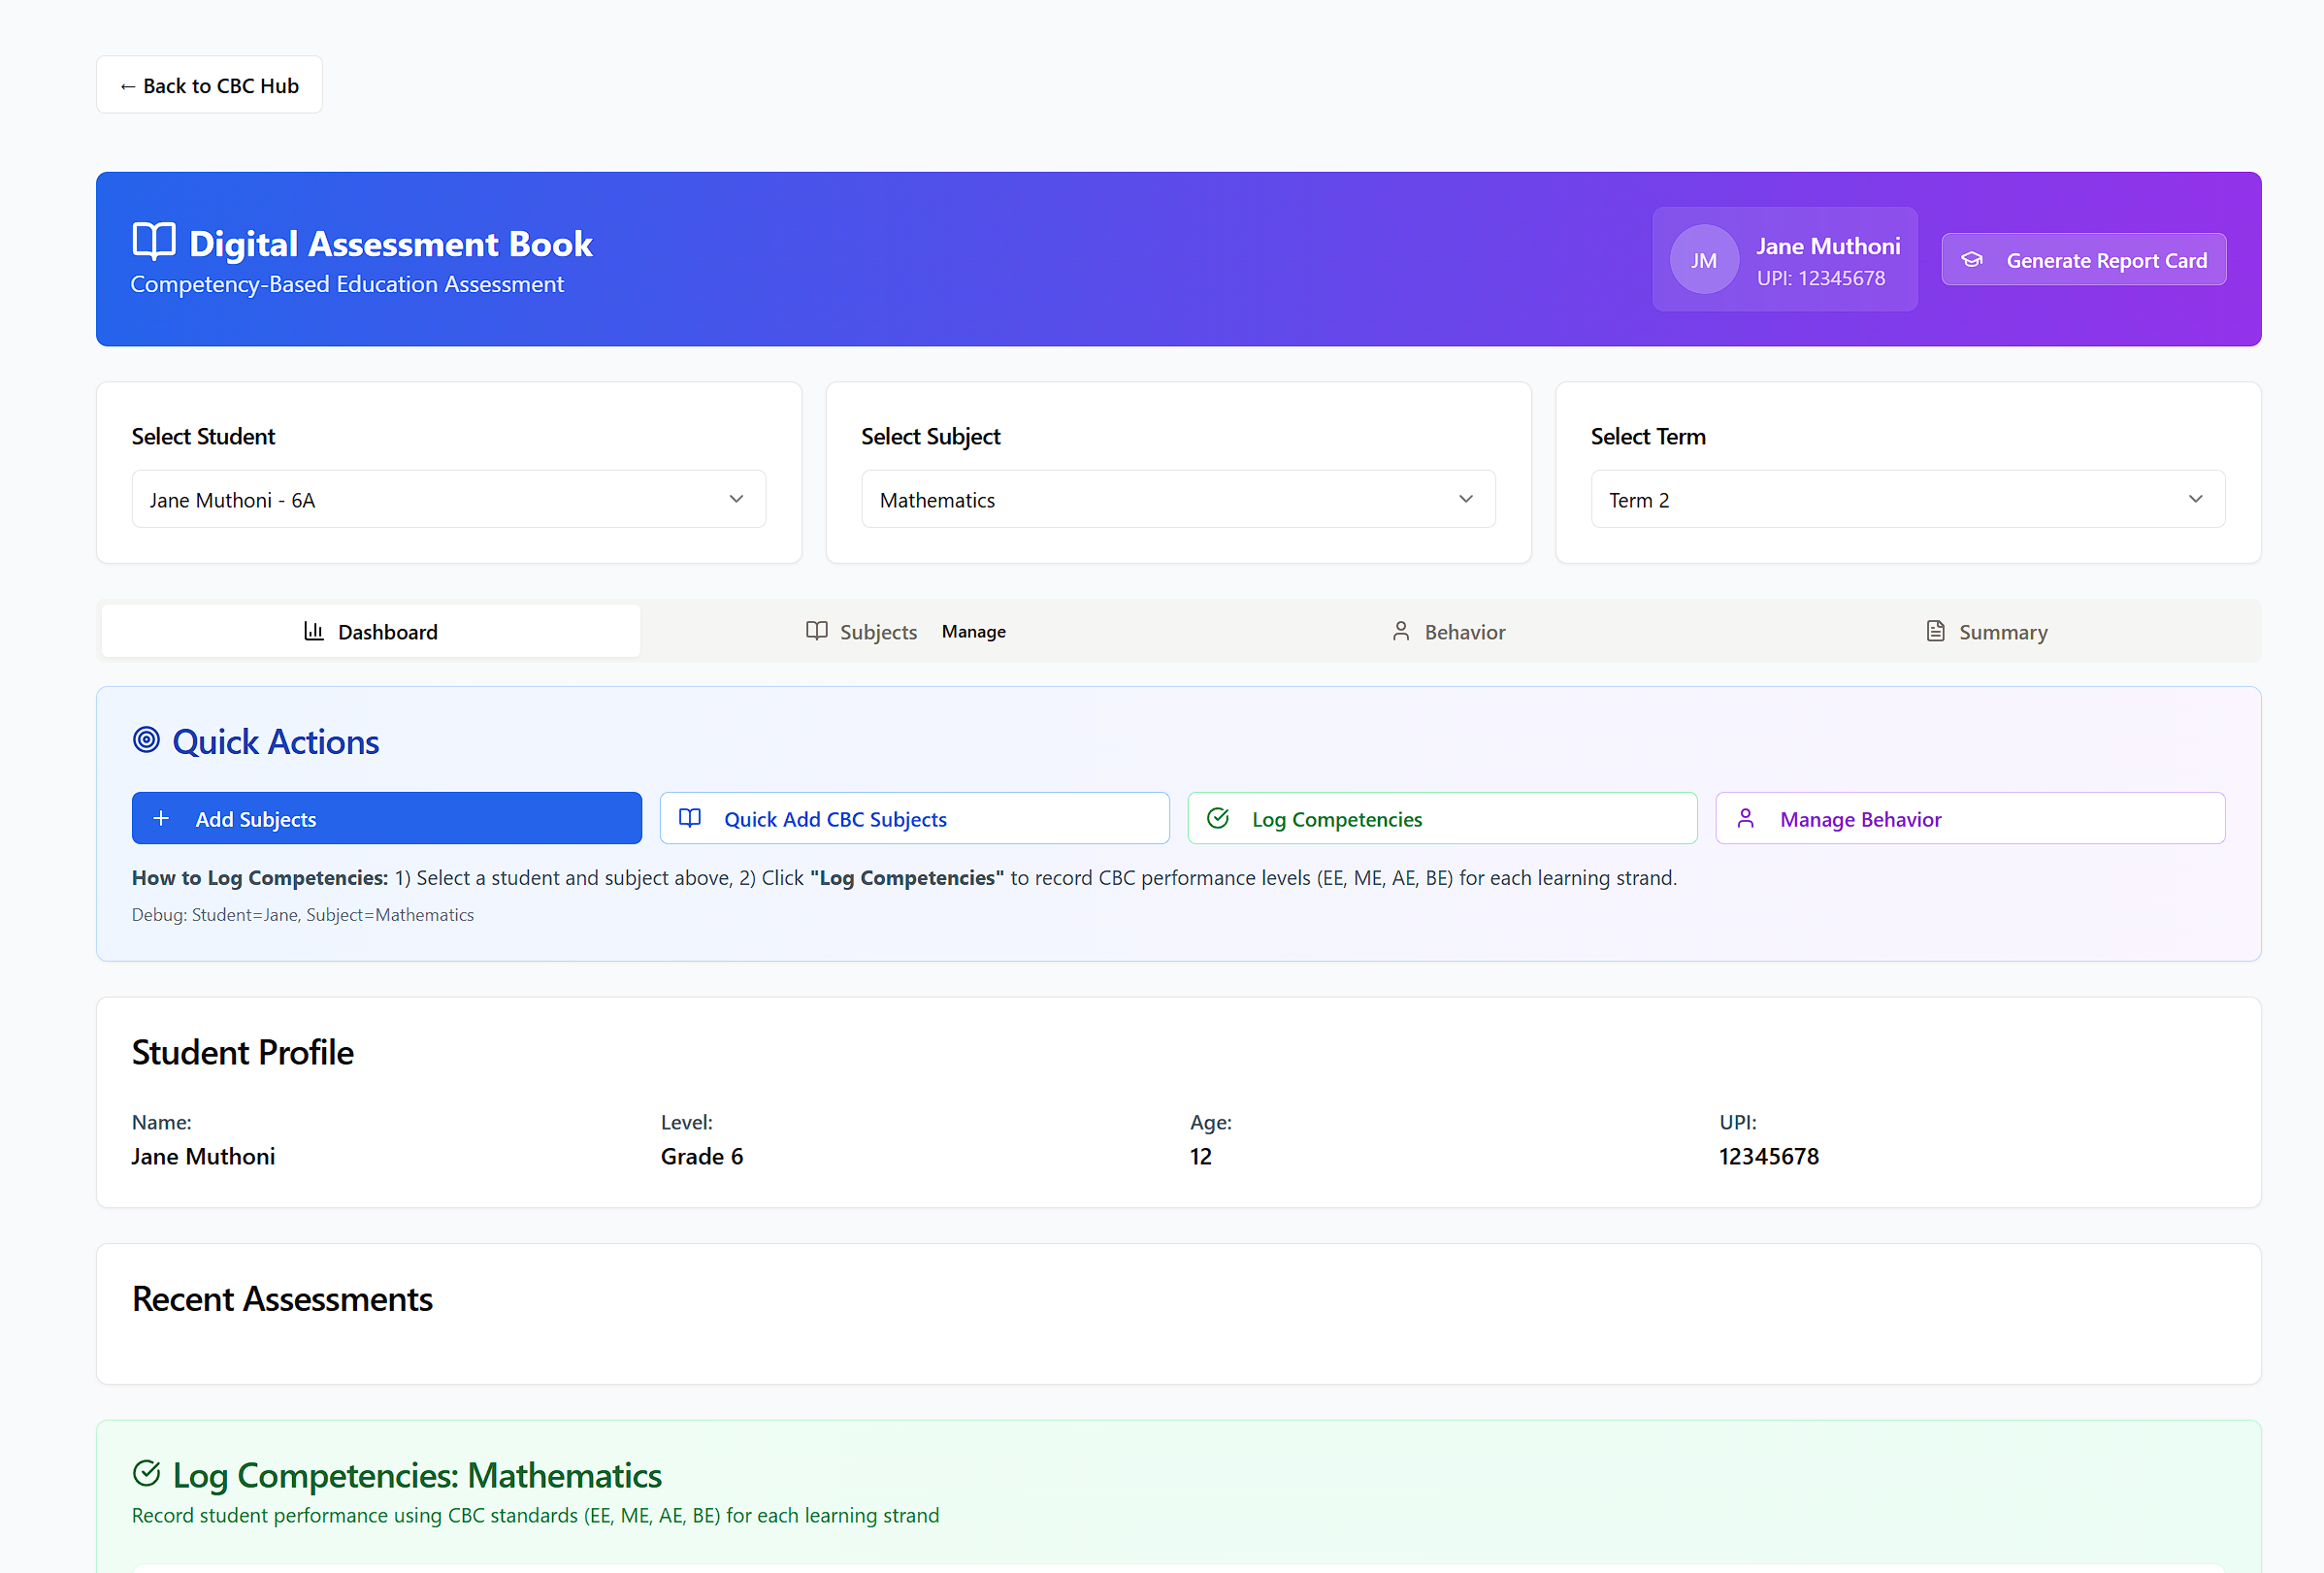 ← Back to CBC Hub
Digital Assessment Book
Competency-Based Education Assessment
JM
Jane Muthoni
UPI: 12345678
Generate Report Card
Select Student
Jane Muthoni - 6A
Select Subject
Mathematics
Select Term
Term 2
Dashboard
Subjects
Manage
Behavior
Summary
Quick Actions
Add Subjects
Quick Add CBC Subjects
Log Competencies
Manage Behavior
How to Log Competencies: 1) Select a student and subject above, 2) Click "Log Competencies" to record CBC performance levels (EE, ME, AE, BE) for each learning strand.
Debug: Student=Jane, Subject=Mathematics
Student Profile
Name:
Jane Muthoni
Level:
Grade 6
Age:
12
UPI:
12345678
Recent Assessments
Log Competencies: Mathematics
Record student performance using CBC standards (EE, ME, AE, BE) for each learning strand